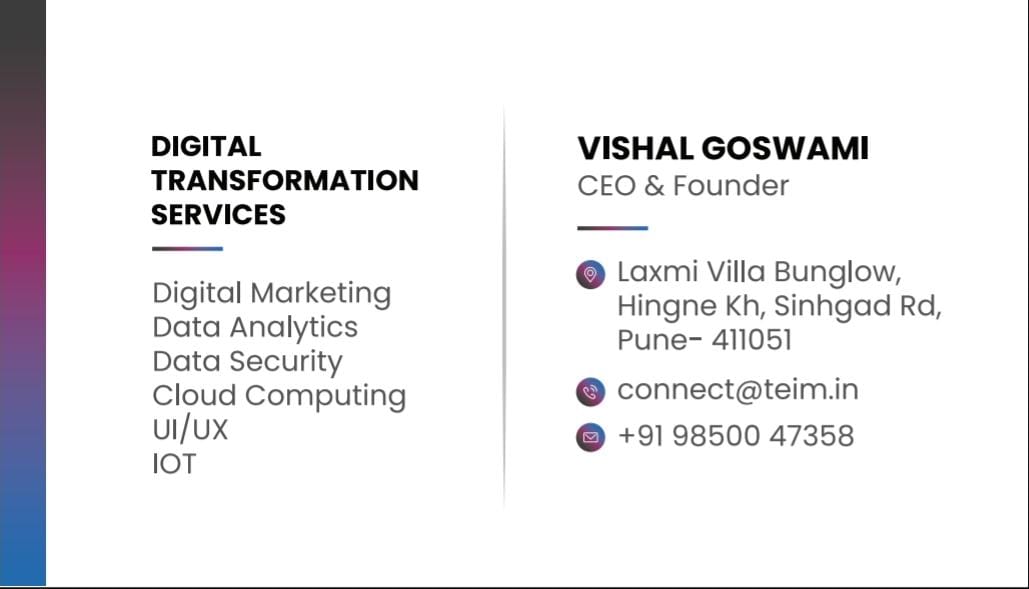 DIGITAL
TRANSFORMATION
SERVICES
Digital Marketing
Data Analytics
Data Security
Cloud Computing
UI/UX
IOT
VISHAL GOSWAMI
CEO & Founder
Laxmi Villa Bunglow,
Hingne Kh, Sinhgad Rd,
Pune- 411051
connect@teim.in
+91 98500 47358